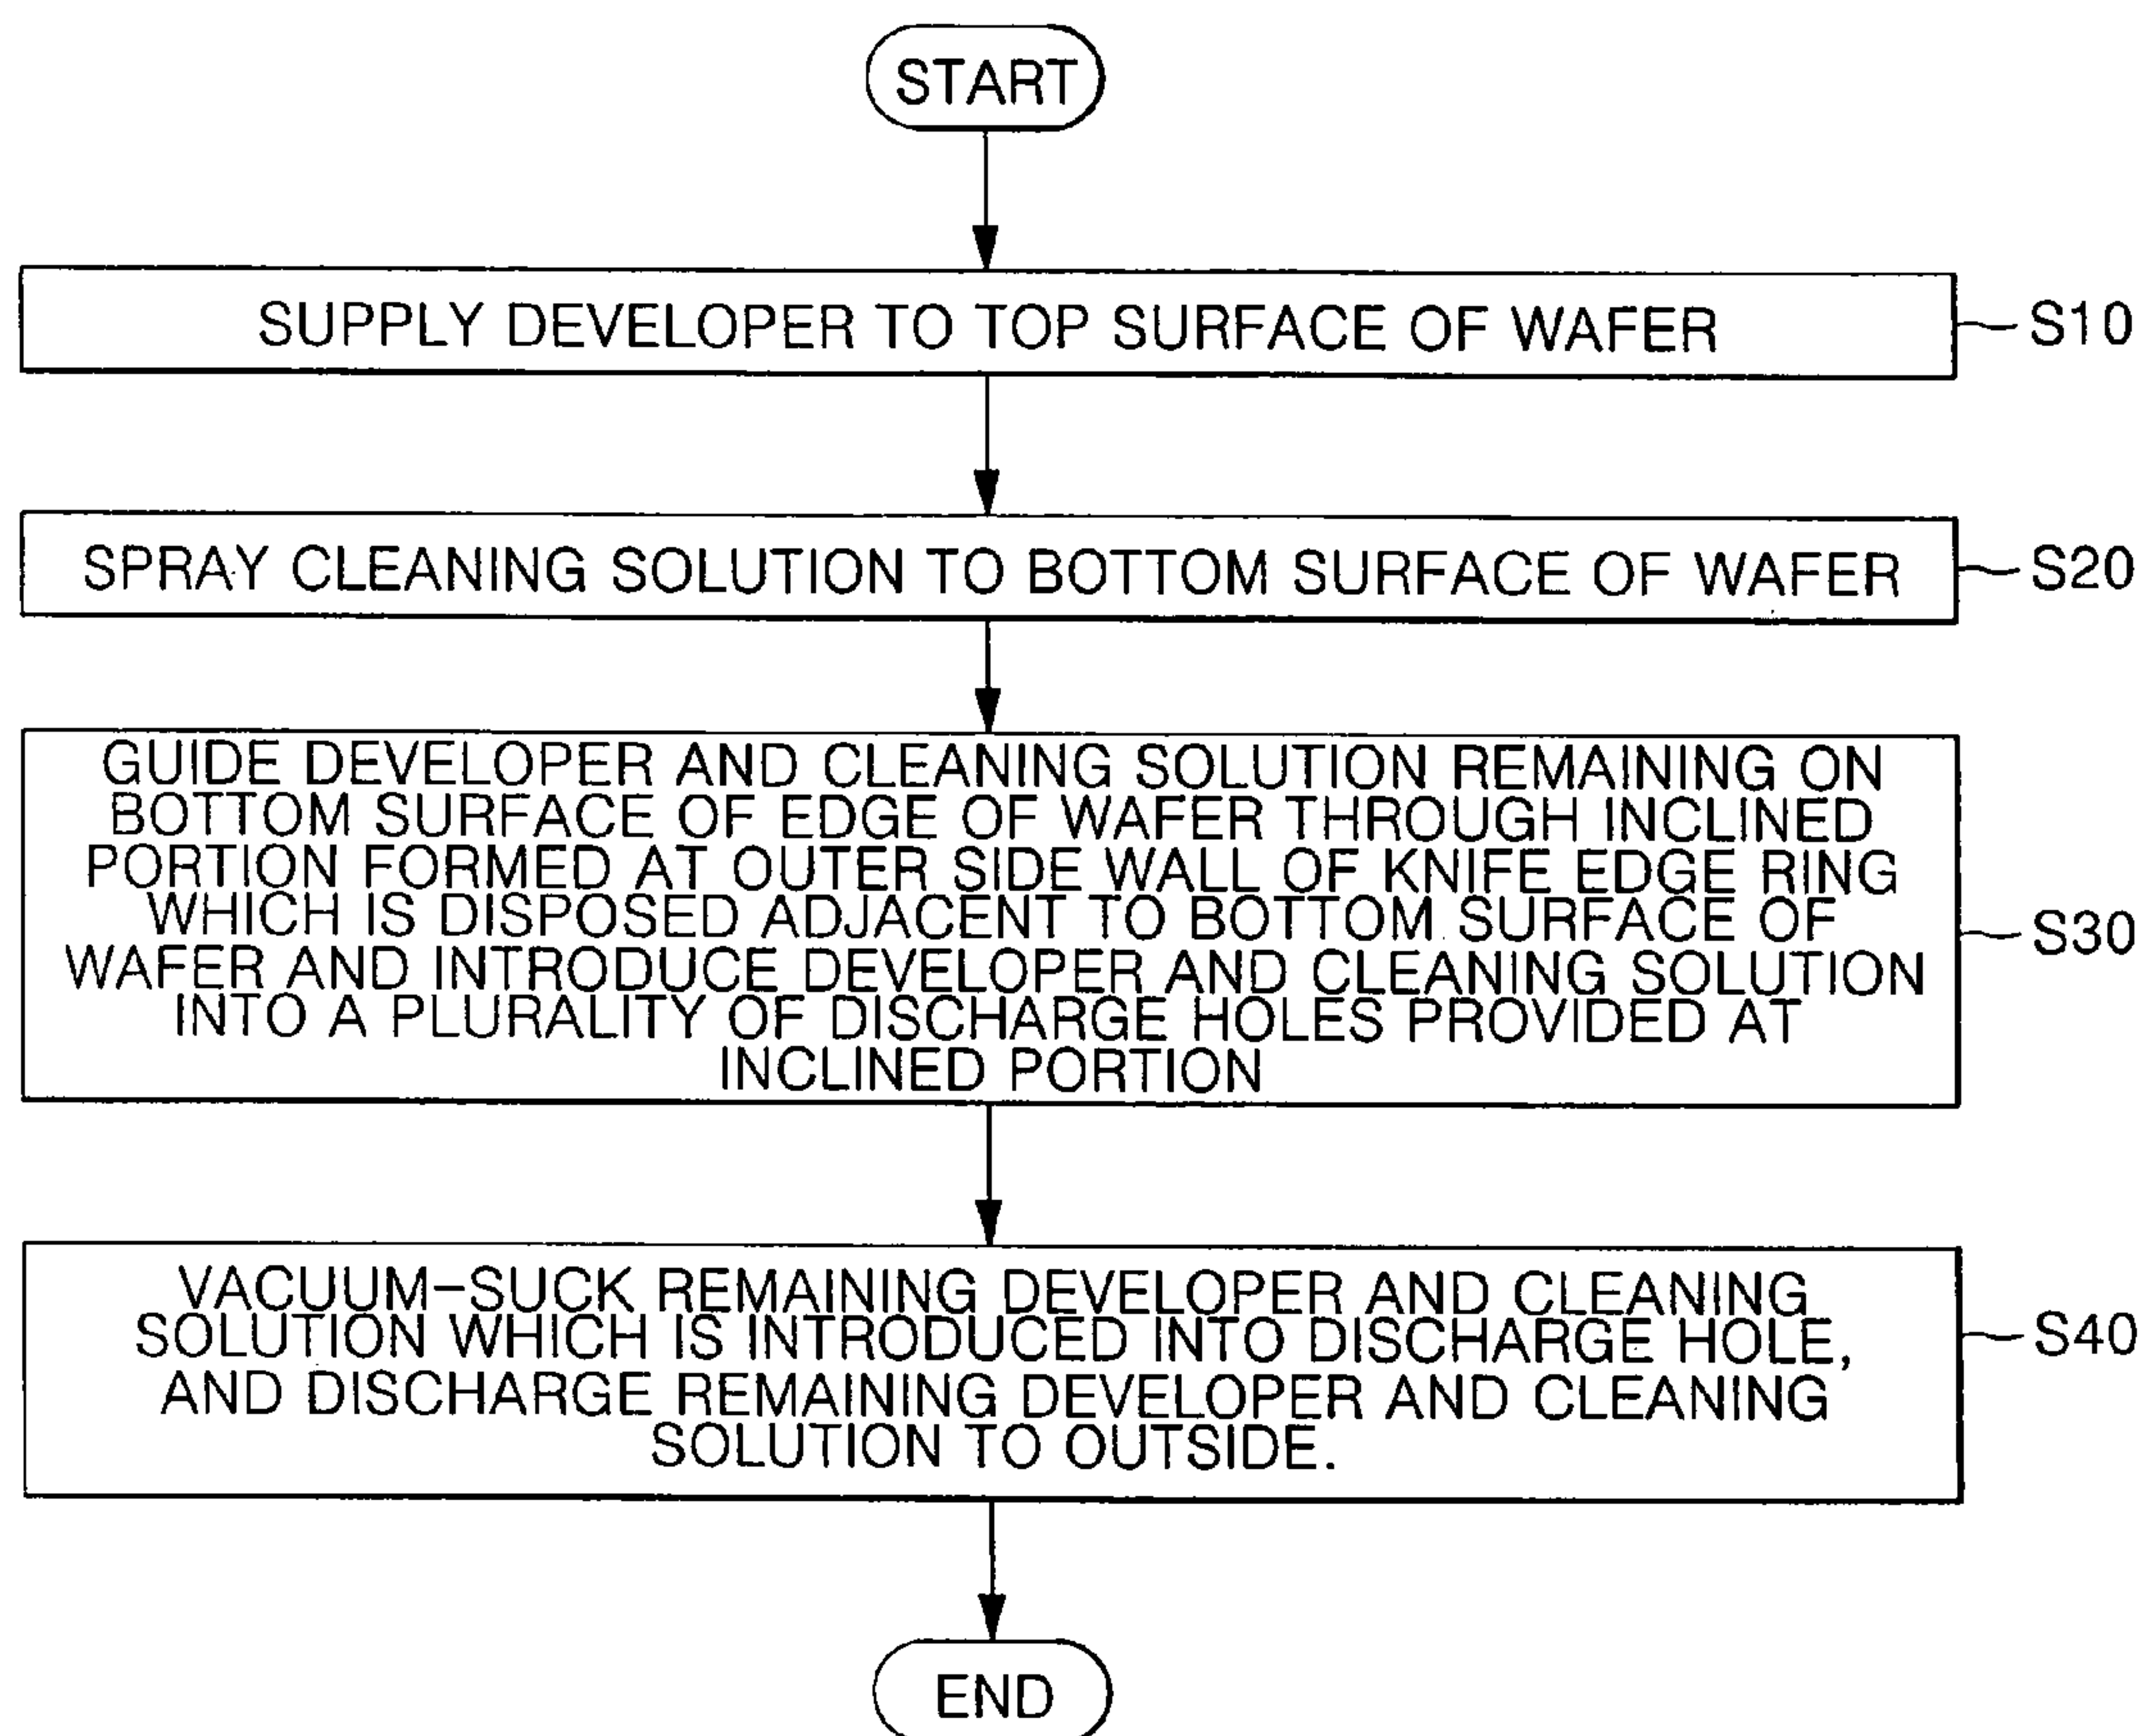 START
SUPPLY DEVELOPER TO TOP SURFACE OF WAFER
S10
SPRAY CLEANING SOLUTION TO BOTTOM SURFACE OF WAFER
S20
GUIDE DEVELOPER AND CLEANING SOLUTION REMAINING ON
BOTTOM SURFACE OF EDGE OF WAFER THROUGH INCLINED
PORTION FORMED AT OUTER SIDE WALL OF KNIFE EDGE RING
WHICH IS DISPOSED ADJACENT TO BOTTOM SURFACE OF
WAFER AND INTRODUCE DEVELOPER AND CLEANING SOLUTION
INTO A PLURALITY OF DISCHARGE HOLES PROVIDED AT
INCLINED PORTION
S30
VACUUM-SUCK REMAINING DEVELOPER AND CLEANING
SOLUTION WHICH IS INTRODUCED INTO DISCHARGE HOLE,
AND DISCHARGE REMAINING DEVELOPER AND CLEANING
SOLUTION TO OUTSIDE.
S40
END